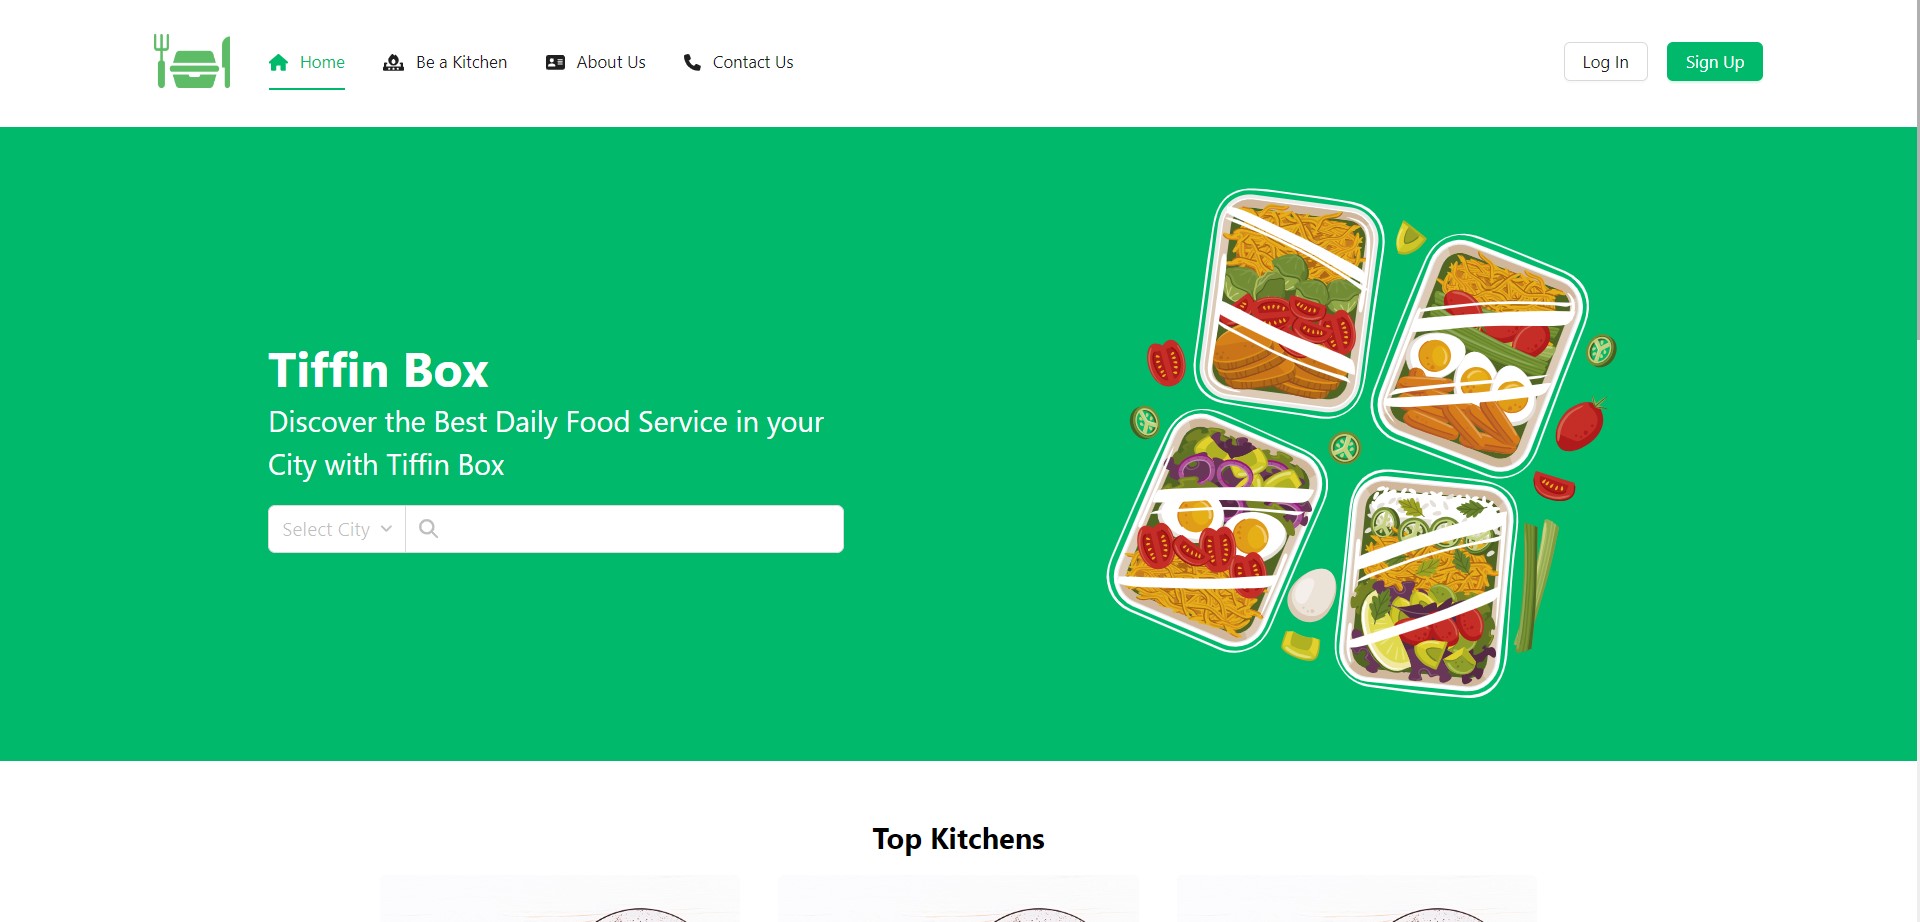 Home
Be a Kitchen
About Us
Contact Us
Log In
Sign Up
Tiffin Box
Discover the Best Daily Food Service in your
City with Tiffin Box
Select City
Top Kitchens